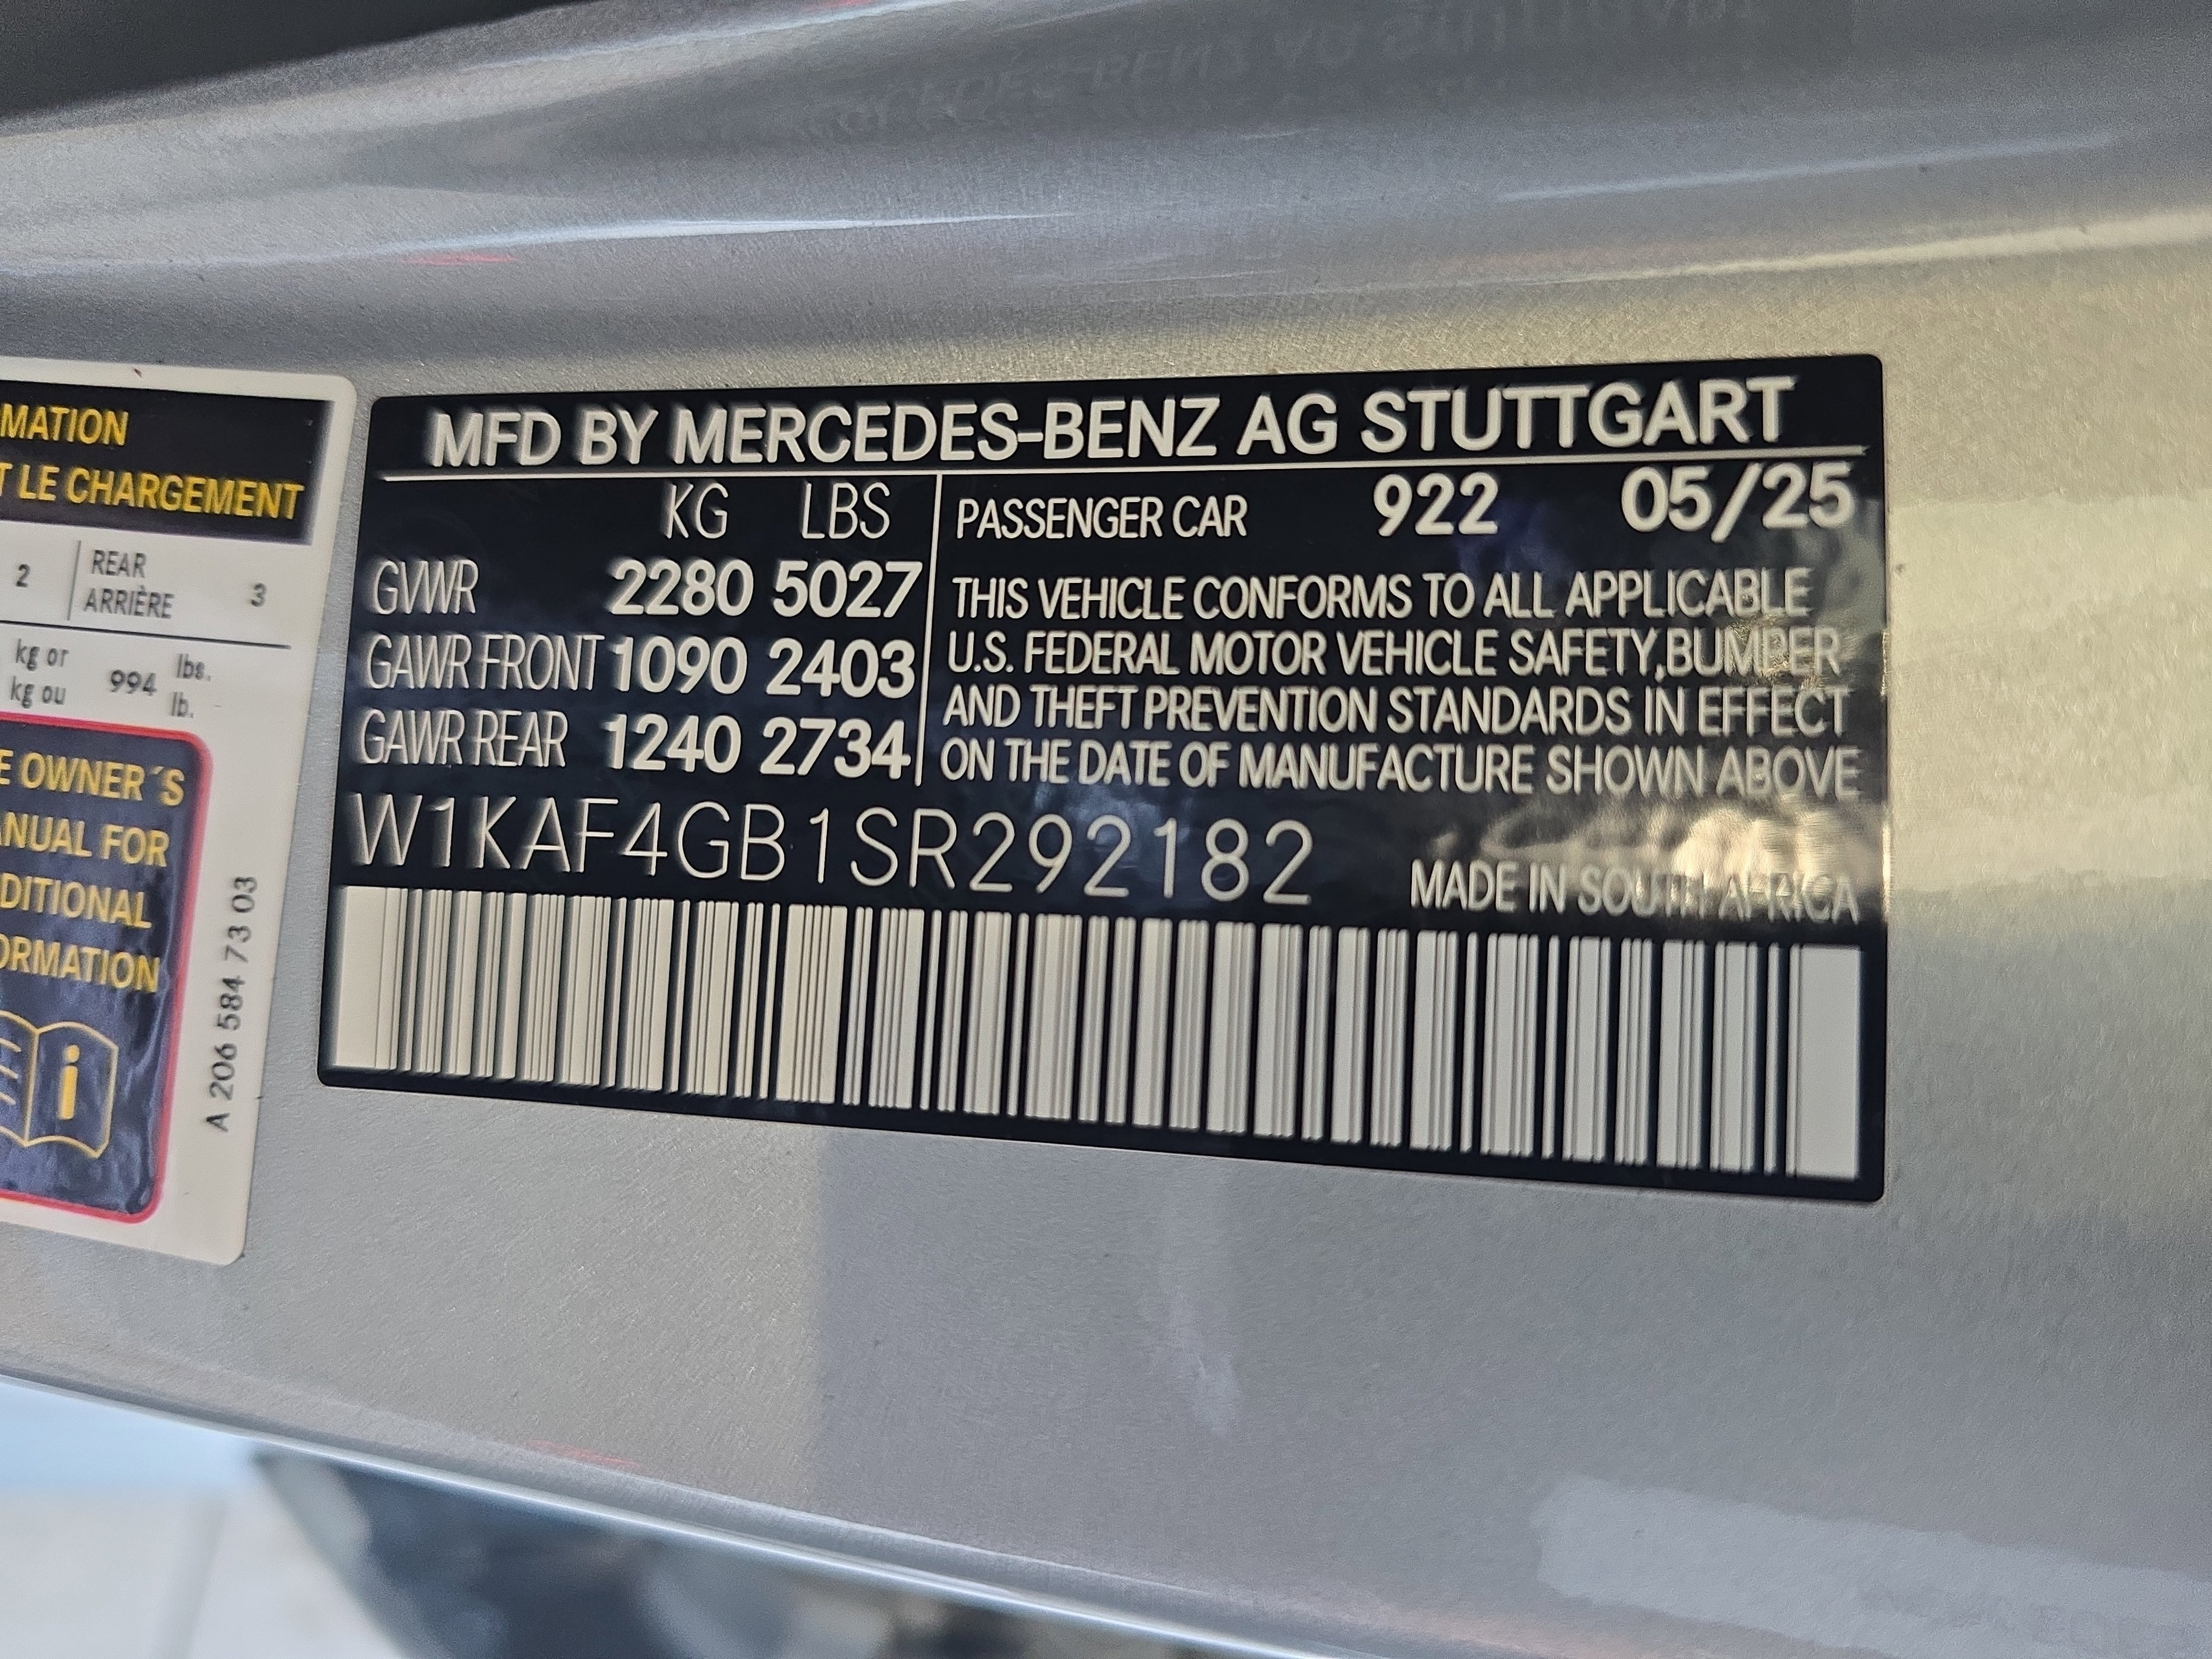 MATION
T LE CHARGEMENT
2 REAR 3
ARRIÈRE
kg or 994 lbs.
kg ou lb.
E OWNER´S
ANUAL FOR
DITIONAL
ORMATION
i
A 206 584 73 03
MFD BY MERCEDES-BENZ AG STUTTGART
KG LBS
GVWR 2280 5027
GAWR FRONT 1090 2403
GAWR REAR 1240 2734
PASSENGER CAR 922 05/25
THIS VEHICLE CONFORMS TO ALL APPLICABLE
U.S. FEDERAL MOTOR VEHICLE SAFETY,BUMPER
AND THEFT PREVENTION STANDARDS IN EFFECT
ON THE DATE OF MANUFACTURE SHOWN ABOVE
W1KAF4GB1SR292182
MADE IN SOUTH AFRICA